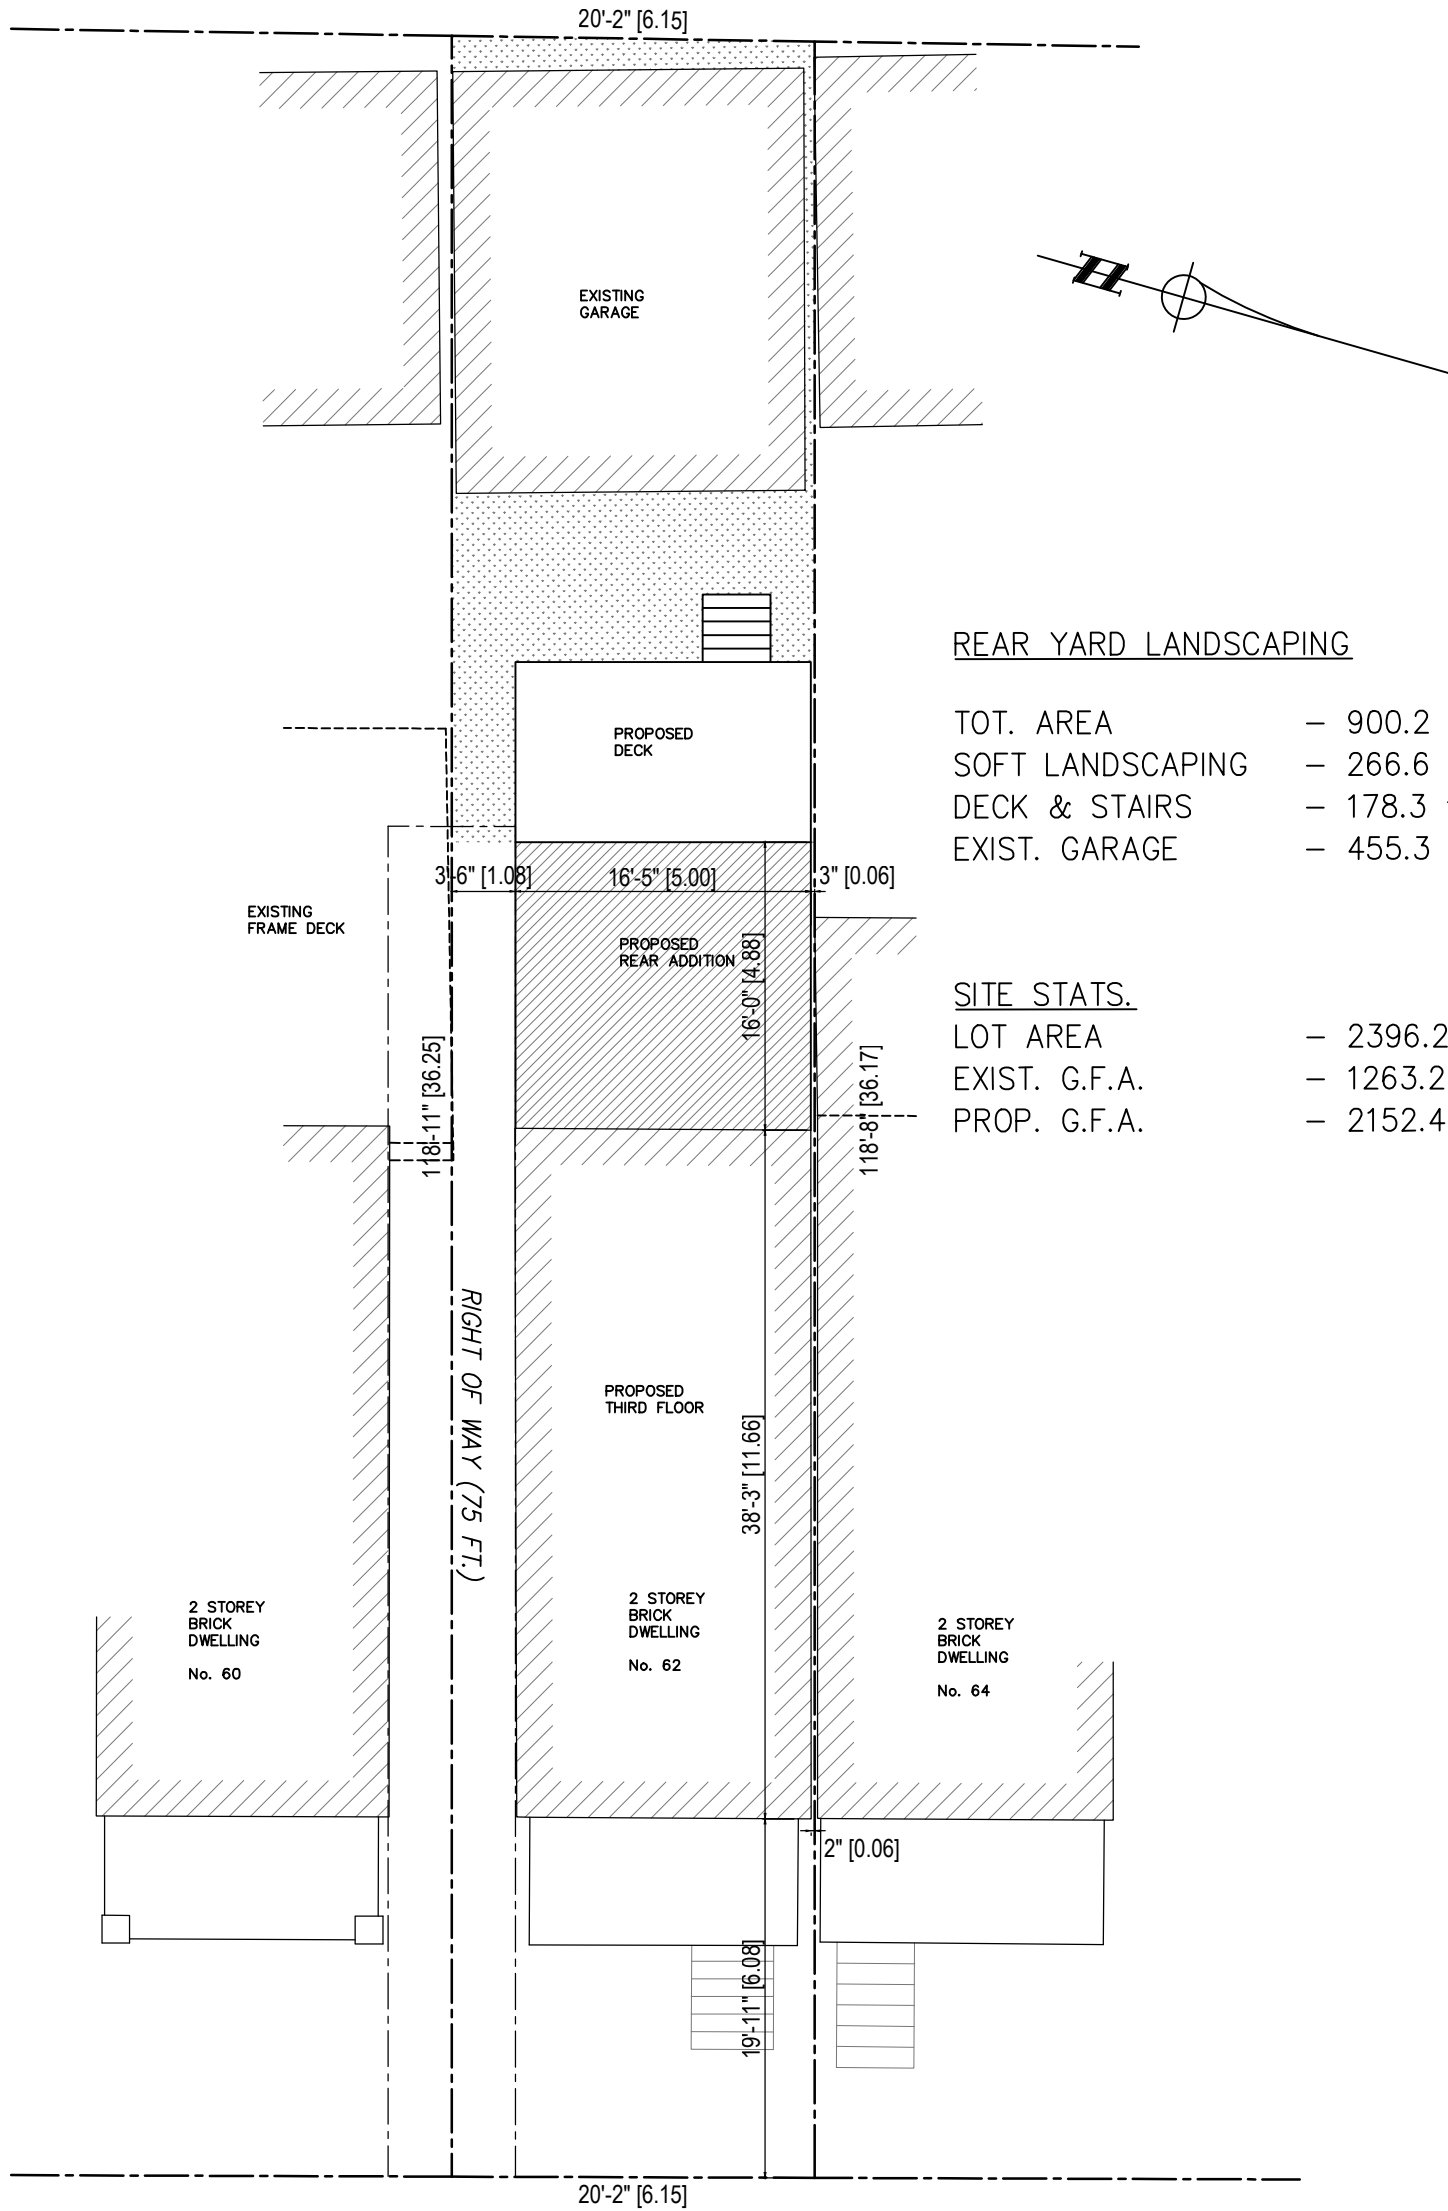 20'-2" [6.15]
EXISTING
GARAGE
REAR YARD LANDSCAPING
TOT. AREA - 900.2
SOFT LANDSCAPING - 266.6
DECK & STAIRS - 178.3
EXIST. GARAGE - 455.3
PROPOSED
DECK
3'-6" [1.08]
16'-5" [5.00]
3" [0.06]
EXISTING
FRAME DECK
PROPOSED
REAR ADDITION
16'-0" [4.88]
SITE STATS.
LOT AREA - 2396.2
EXIST. G.F.A. - 1263.2
PROP. G.F.A. - 2152.4
118'-11" [36.25]
118'-8" [36.17]
RIGHT OF WAY (75 FT.)
PROPOSED
THIRD FLOOR
38'-3" [11.66]
2 STOREY
BRICK
DWELLING
No. 60
2 STOREY
BRICK
DWELLING
No. 62
2 STOREY
BRICK
DWELLING
No. 64
2" [0.06]
19'-11" [6.08]
20'-2" [6.15]